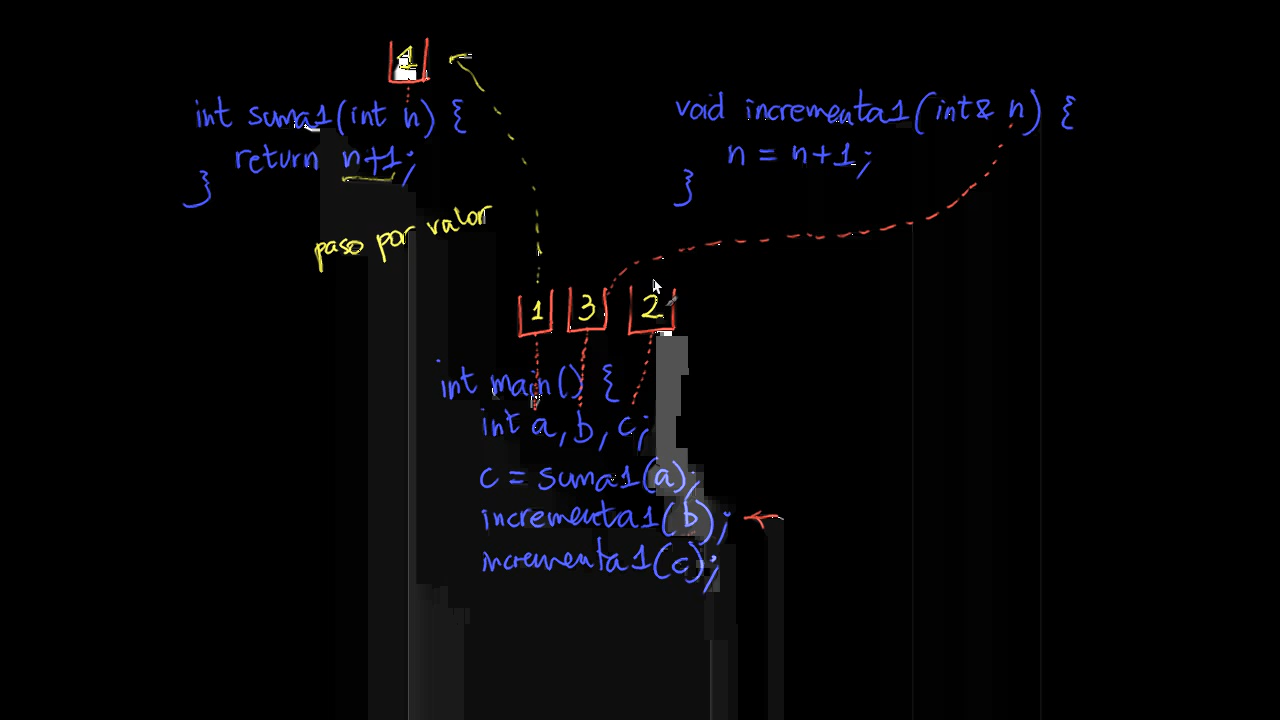 1
int suma1(int n) {
return n+1;
}
paso por valor
void incrementa1(int& n) {
n = n+1;
}
1 3 2
int main() {
int a, b, c;
c = suma1(a);
incrementa1(b);
incrementa1(c);